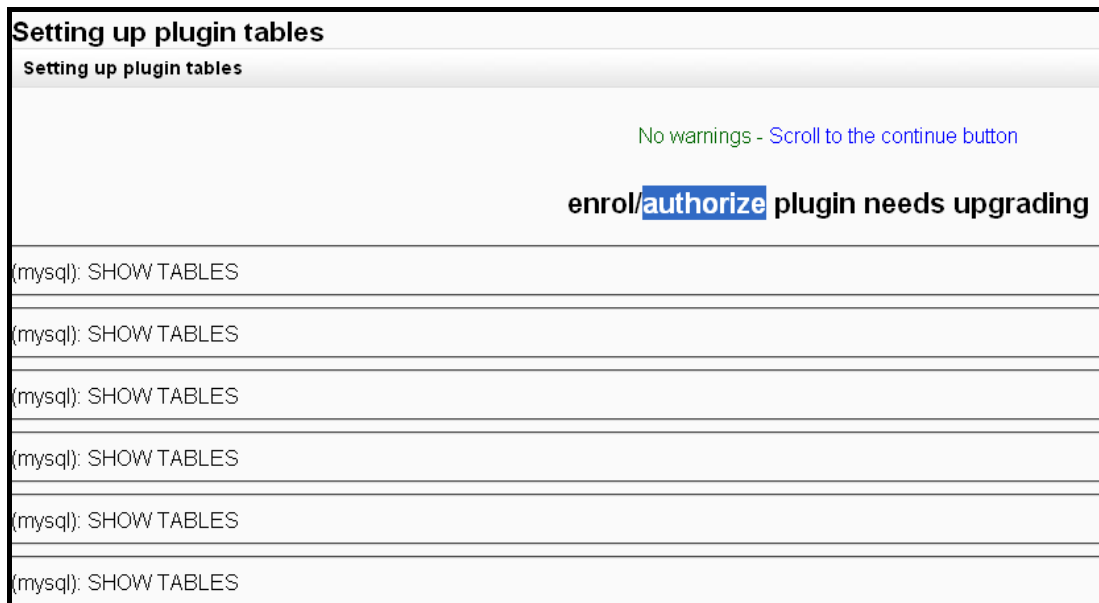 Setting up plugin tables
Setting up plugin tables
No warnings - Scroll to the continue button
enrol/authorize plugin needs upgrading
(mysql): SHOW TABLES
(mysql): SHOW TABLES
(mysql): SHOW TABLES
(mysql): SHOW TABLES
(mysql): SHOW TABLES
(mysql): SHOW TABLES